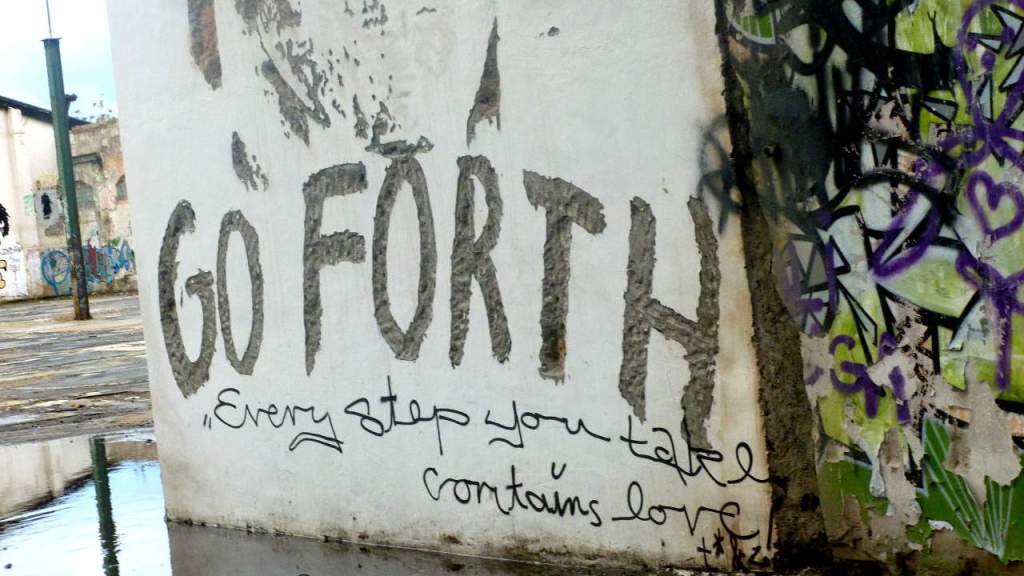 GO FORTH
„Every step you take
contains love